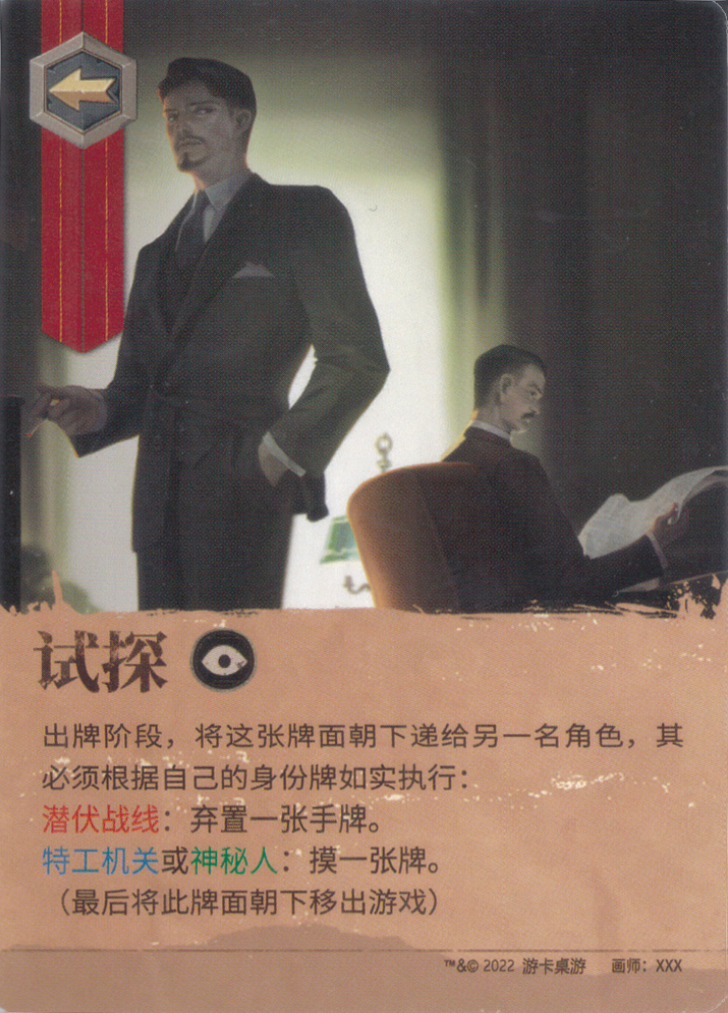 试探
出牌阶段，将这张牌面朝下递给另一名角色，其
必须根据自己的身份牌如实执行：
潜伏战线：弃置一张手牌。
特工机关或神秘人：摸一张牌。
（最后将此牌面朝下移出游戏）
™&© 2022 游卡桌游 画师：XXX